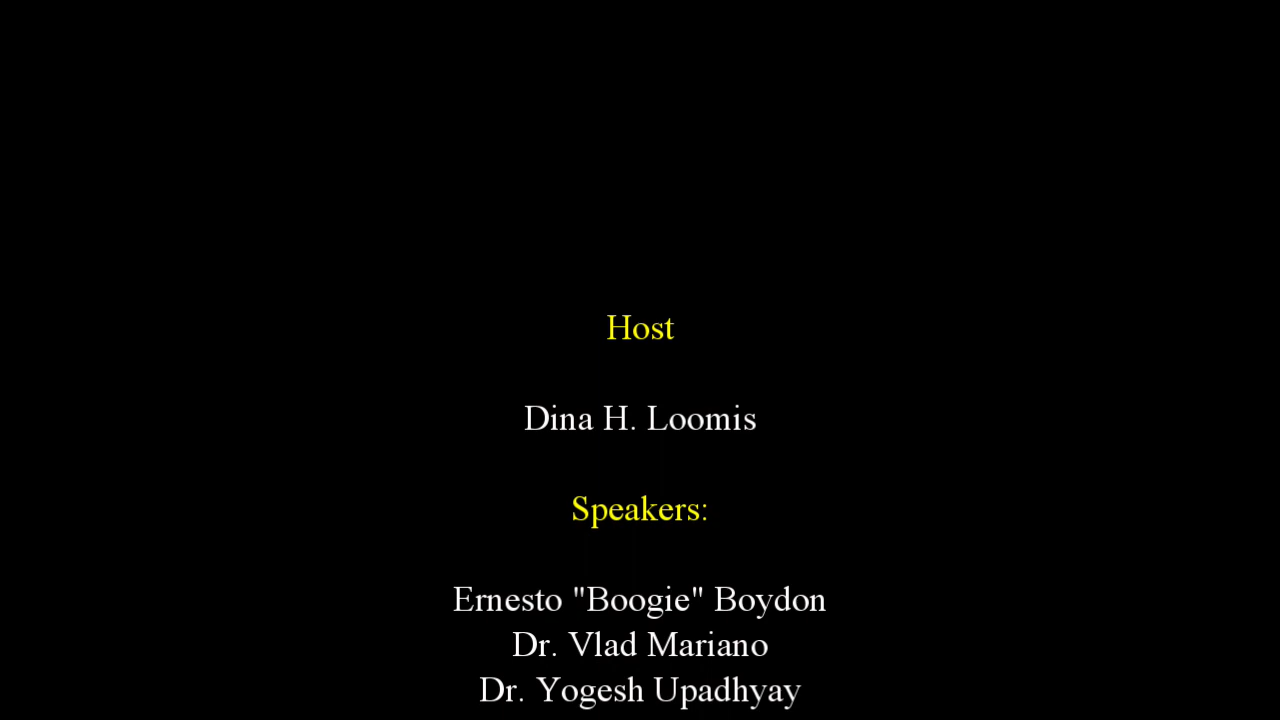 Host
Dina H. Loomis
Speakers:
Ernesto "Boogie" Boydon
Dr. Vlad Mariano
Dr. Yogesh Upadhyay